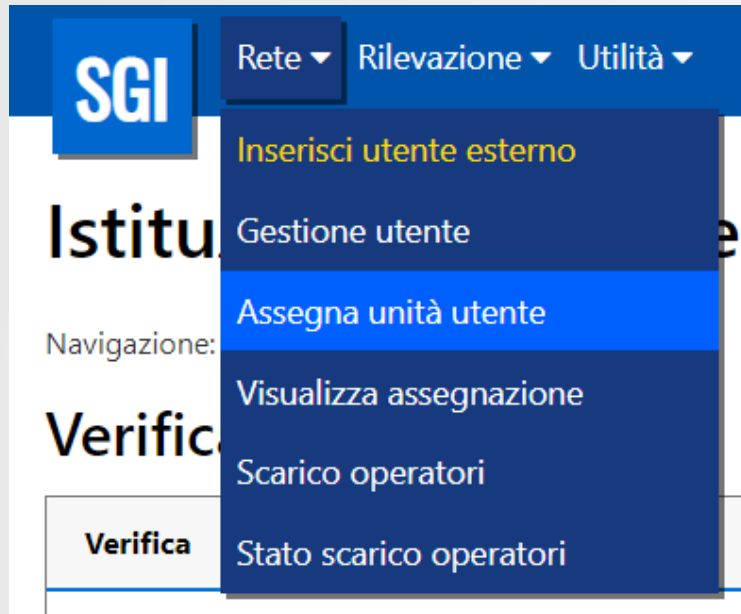 SGI
Rete Rilevazione Utilità
Inserisci utente esterno
Gestione utente
Assegna unità utente
Visualizza assegnazione
Scarico operatori
Stato scarico operatori
Navigazione:
Verifica